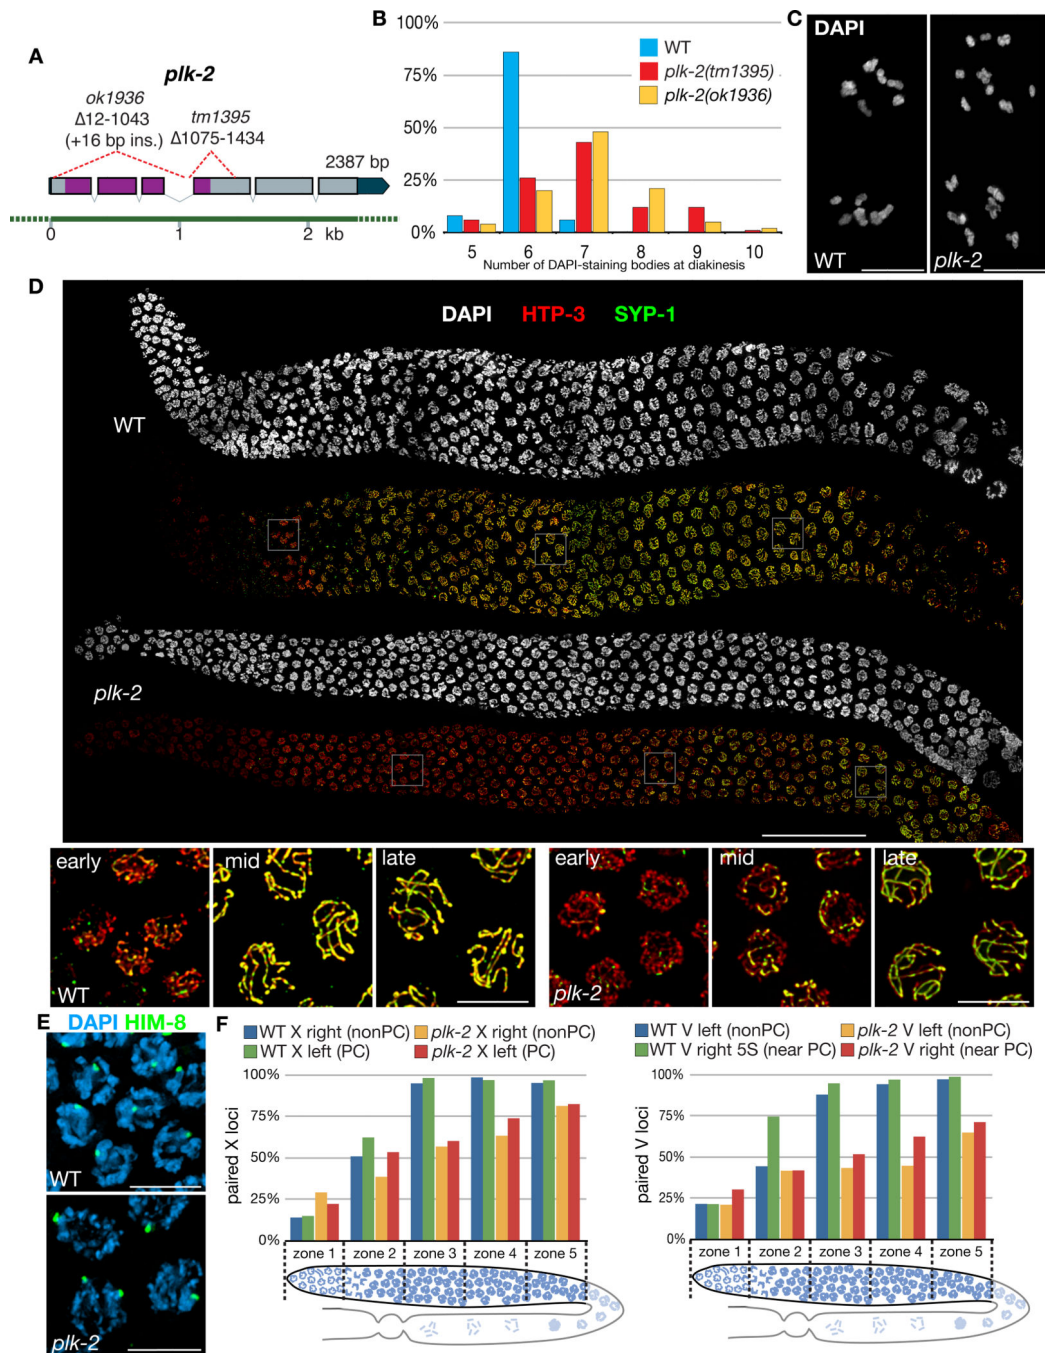 A
plk-2
ok1936
Δ12-1043
(+16 bp ins.)
tm1395
Δ1075-1434
2387 bp
0 1 2 kb
B
100%
75%
50%
25%
0%
WT
plk-2(tm1395)
plk-2(ok1936)
5 6 7 8 9 10
Number of DAPI-staining bodies at diakinesis
C
DAPI
WT
plk-2
D
DAPI HTP-3 SYP-1
WT
plk-2
early mid late
WT
early mid late
plk-2
E
DAPI HIM-8
WT
plk-2
F
WT X right (nonPC) plk-2 X right (nonPC)
WT X left (PC) plk-2 X left (PC)
paired X loci
100%
75%
50%
25%
0%
zone 1 zone 2 zone 3 zone 4 zone 5
WT V left (nonPC) plk-2 V left (nonPC)
WT V right 5S (near PC) plk-2 V right (near PC)
paired V loci
100%
75%
50%
25%
0%
zone 1 zone 2 zone 3 zone 4 zone 5